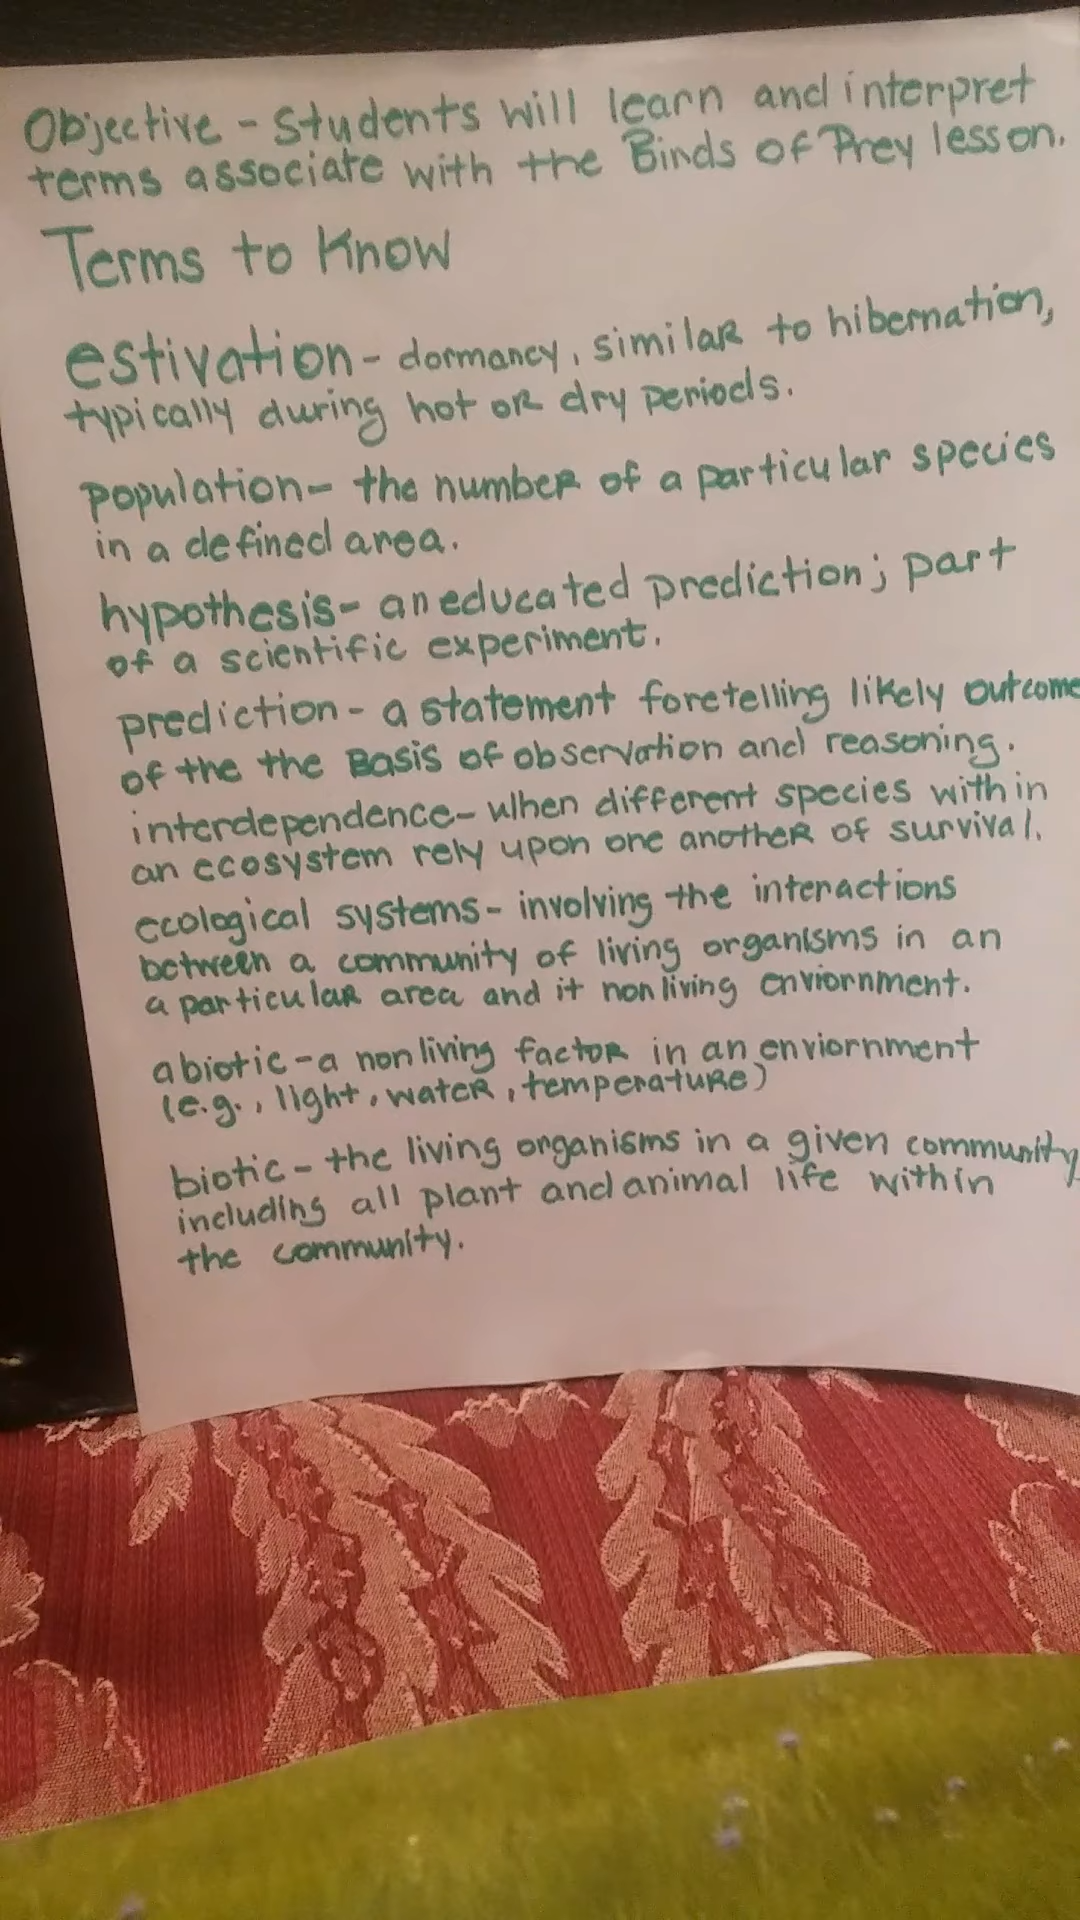 Objective - Students will learn and interpret
terms associate with the Birds of Prey lesson.
Terms to Know
estivation - dormancy, similar to hibernation,
typically during hot or dry periods.
population - the number of a particular species
in a defined area.
hypothesis - an educated prediction; part
of a scientific experiment.
prediction - a statement foretelling likely outcome
of the the Basis of observation and reasoning.
interdependence - when different species within
an ecosystem rely upon one another of survival.
ecological systems - involving the interactions
between a community of living organisms in an
a particular area and it nonliving enviornment.
abiotic - a nonliving factor in an enviornment
(e.g., light, water, temperature)
biotic - the living organisms in a given community
including all plant and animal life within
the community.